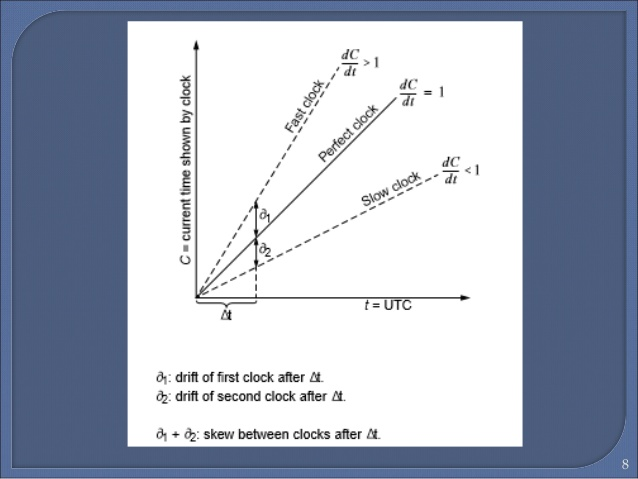 dC/dt > 1
Fast clock
dC/dt = 1
Perfect clock
dC/dt < 1
Slow clock
C = current time shown by clock
∂1
∂2
Δt
t = UTC
∂1: drift of first clock after Δt.
∂2: drift of second clock after Δt.
∂1 + ∂2: skew between clocks after Δt.
8